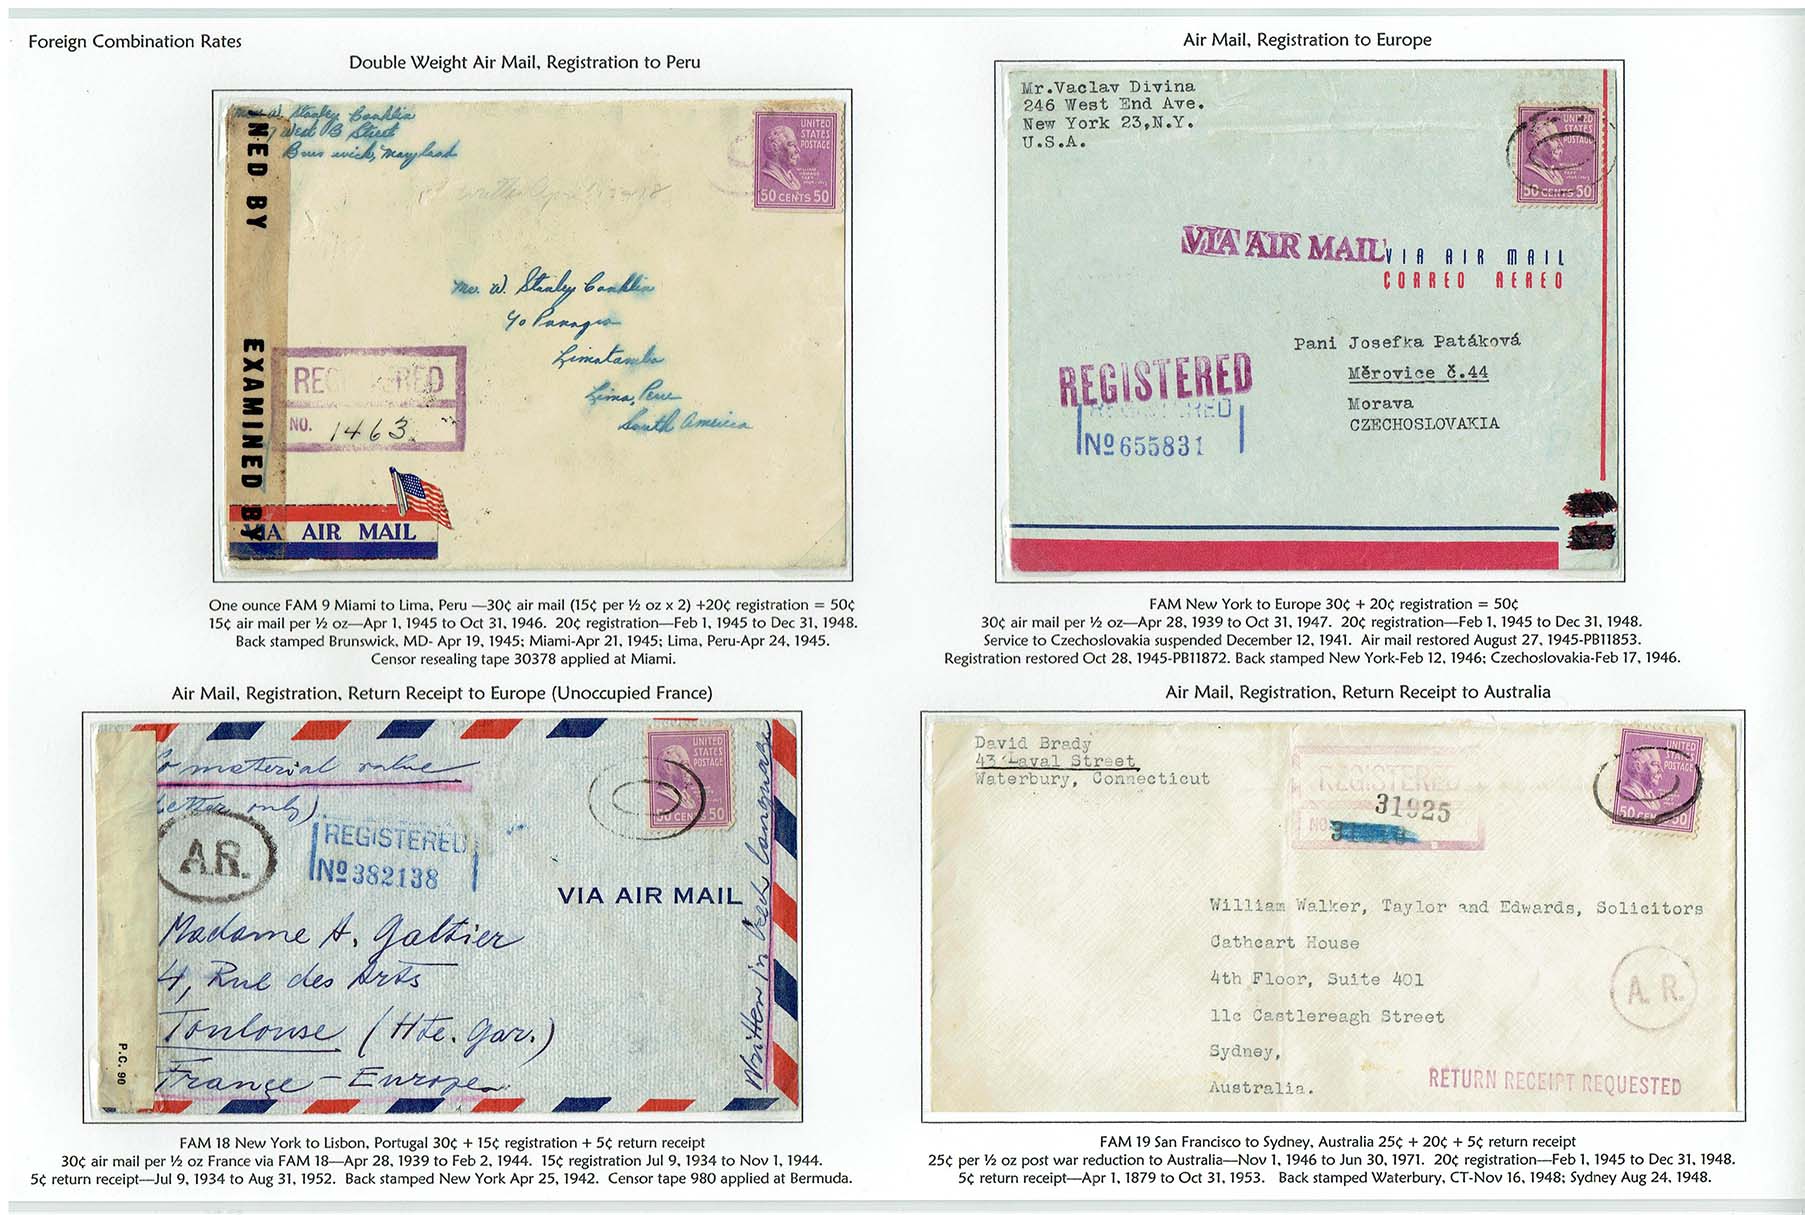 Foreign Combination Rates
Double Weight Air Mail, Registration to Peru
W. Stanley Conklin
West B Street
Brunswick, Maryland
UNITED
STATES
POSTAGE
50 CENTS 50
NED BY
EXAMINED BY
Mr. W. Stanley Conklin
c/o Panagra
Limatambo
Lima, Peru
South America
REGISTERED
NO. 1463
VIA AIR MAIL
One ounce FAM 9 Miami to Lima, Peru —30¢ air mail (15¢ per ½ oz x 2) +20¢ registration = 50¢
15¢ air mail per ½ oz—Apr 1, 1945 to Oct 31, 1946. 20¢ registration—Feb 1, 1945 to Dec 31, 1948.
Back stamped Brunswick, MD- Apr 19, 1945; Miami-Apr 21, 1945; Lima, Peru-Apr 24, 1945.
Censor resealing tape 30378 applied at Miami.
Air Mail, Registration to Europe
Mr.Vaclav Divina
246 West End Ave.
New York 23,N.Y.
U.S.A.
UNITED
STATES
POSTAGE
50 CENTS 50
VIA AIR MAIL
VIA AIR MAIL
CORREO AEREO
Pani Josefka Patáková
Měrovice č.44
Morava
CZECHOSLOVAKIA
REGISTERED
REGISTERED
No 655831
FAM New York to Europe 30¢ + 20¢ registration = 50¢
30¢ air mail per ½ oz—Apr 28, 1939 to Oct 31, 1947. 20¢ registration—Feb 1, 1945 to Dec 31, 1948.
Service to Czechoslovakia suspended December 12, 1941. Air mail restored August 27, 1945-PB11853.
Registration restored Oct 28, 1945-PB11872. Back stamped New York-Feb 12, 1946; Czechoslovakia-Feb 17, 1946.
Air Mail, Registration, Return Receipt to Europe (Unoccupied France)
material value
letter only)
A.R.
REGISTERED
No 382138
UNITED
STATES
POSTAGE
50 CENTS 50
VIA AIR MAIL
Madame A. Galtier
4, Rue des Arts
Toulouse (Hte. Gar.)
France - Europe
Written in Czech language
P.C. 90
FAM 18 New York to Lisbon, Portugal 30¢ + 15¢ registration + 5¢ return receipt
30¢ air mail per ½ oz France via FAM 18—Apr 28, 1939 to Feb 2, 1944. 15¢ registration Jul 9, 1934 to Nov 1, 1944.
5¢ return receipt—Jul 9, 1934 to Aug 31, 1952. Back stamped New York Apr 25, 1942. Censor tape 980 applied at Bermuda.
Air Mail, Registration, Return Receipt to Australia
David Brady
43 Laval Street
Waterbury, Connecticut
REGISTERED
31925
NO.
UNITED
STATES
POSTAGE
50 CENTS 50
William Walker, Taylor and Edwards, Solicitors
Cathcart House
4th Floor, Suite 401
11c Castlereagh Street
Sydney,
Australia.
A. R.
RETURN RECEIPT REQUESTED
FAM 19 San Francisco to Sydney, Australia 25¢ + 20¢ + 5¢ return receipt
25¢ per ½ oz post war reduction to Australia—Nov 1, 1946 to Jun 30, 1971. 20¢ registration—Feb 1, 1945 to Dec 31, 1948.
5¢ return receipt—Apr 1, 1879 to Oct 31, 1953. Back stamped Waterbury, CT-Nov 16, 1948; Sydney Aug 24, 1948.